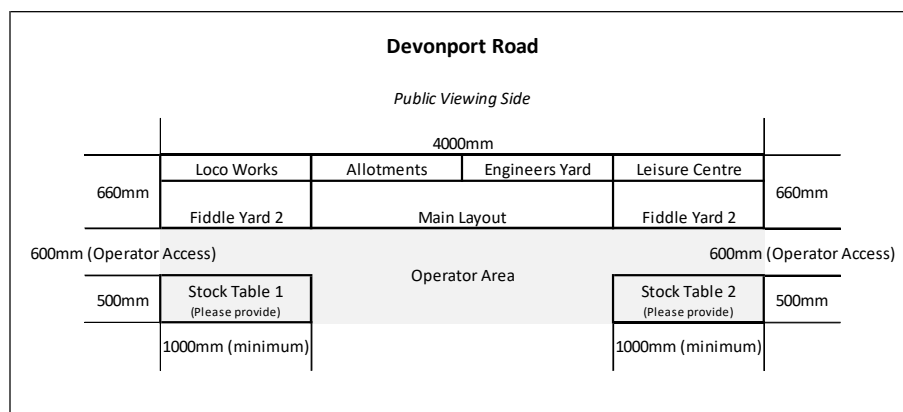 Devonport Road
Public Viewing Side
4000mm
Loco Works Allotments Engineers Yard Leisure Centre
660mm 660mm
Fiddle Yard 2 Main Layout Fiddle Yard 2
600mm (Operator Access) 600mm (Operator Access)
Operator Area
Stock Table 1 Stock Table 2
500mm 500mm
(Please provide) (Please provide)
1000mm (minimum) 1000mm (minimum)